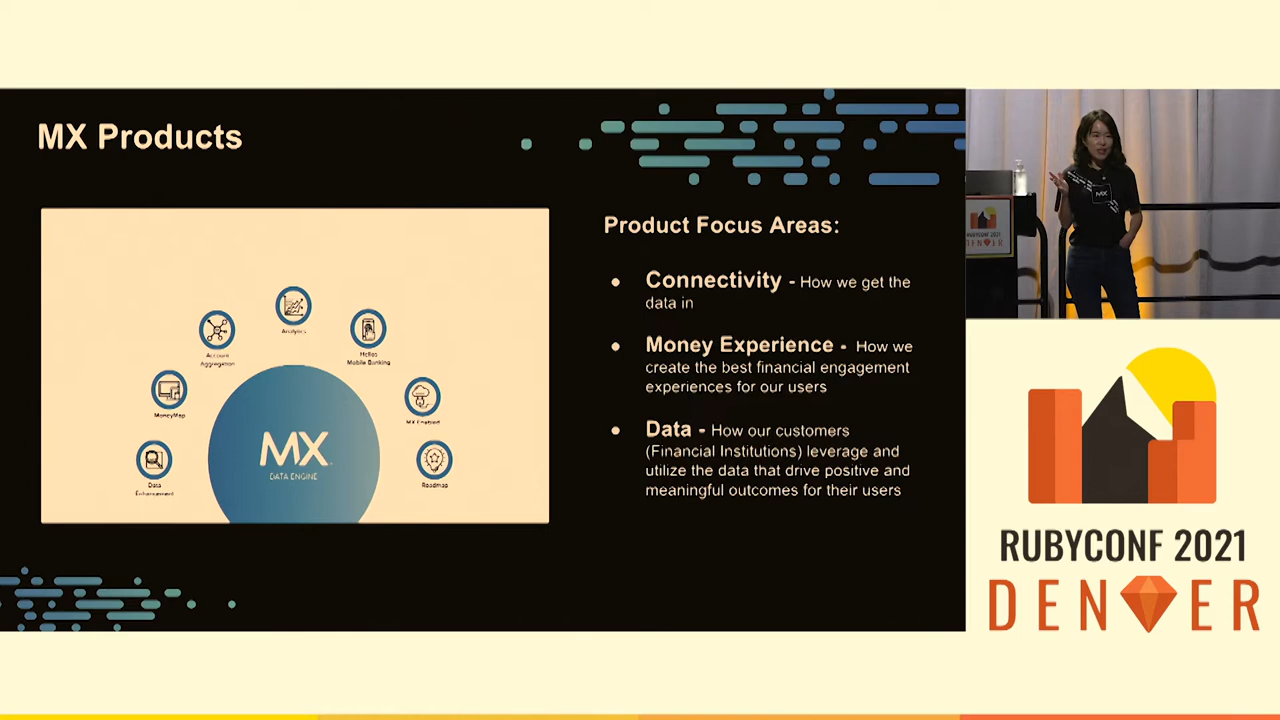 MX Products
Analytics
Account
Aggregation
Helios
Mobile Banking
MoneyMap
Data
Enhancement
Roadmap
MX
DATA ENGINE
Product Focus Areas:
Connectivity - How we get the
data in
Money Experience - How we
create the best financial engagement
experiences for our users
Data - How our customers
(Financial Institutions) leverage and
utilize the data that drive positive and
meaningful outcomes for their users
MX
RUBYCONF 2021
DENVER
RUBYCONF 2021
DENVER